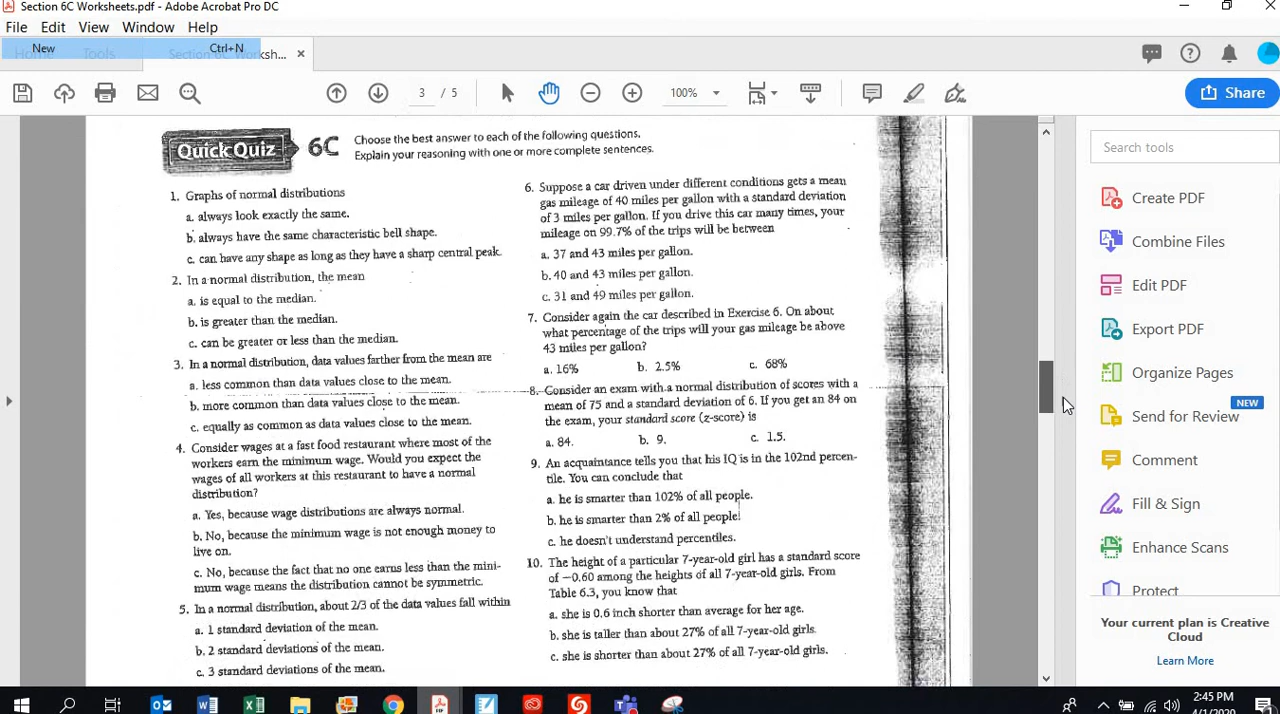 Section 6C Worksheets.pdf - Adobe Acrobat Pro DC
File Edit View Window Help
New Ctrl+N
Home Tools Section 6C Worksh...
3 / 5
100%
Share
Quick Quiz 6C
Choose the best answer to each of the following questions.
Explain your reasoning with one or more complete sentences.
1. Graphs of normal distributions
a. always look exactly the same.
b. always have the same characteristic bell shape.
c. can have any shape as long as they have a sharp central peak.
2. In a normal distribution, the mean
a. is equal to the median.
b. is greater than the median.
c. can be greater or less than the median.
3. In a normal distribution, data values farther from the mean are
a. less common than data values close to the mean.
b. more common than data values close to the mean.
c. equally as common as data values close to the mean.
4. Consider wages at a fast food restaurant where most of the
workers earn the minimum wage. Would you expect the
wages of all workers at this restaurant to have a normal
distribution?
a. Yes, because wage distributions are always normal.
b. No, because the minimum wage is not enough money to
live on.
c. No, because the fact that no one earns less than the mini-
mum wage means the distribution cannot be symmetric.
5. In a normal distribution, about 2/3 of the data values fall within
a. 1 standard deviation of the mean.
b. 2 standard deviations of the mean.
c. 3 standard deviations of the mean.
6. Suppose a car driven under different conditions gets a mean
gas mileage of 40 miles per gallon with a standard deviation
of 3 miles per gallon. If you drive this car many times, your
mileage on 99.7% of the trips will be between
a. 37 and 43 miles per gallon.
b. 40 and 43 miles per gallon.
c. 31 and 49 miles per gallon.
7. Consider again the car described in Exercise 6. On about
what percentage of the trips will your gas mileage be above
43 miles per gallon?
a. 16% b. 2.5% c. 68%
8. Consider an exam with a normal distribution of scores with a
mean of 75 and a standard deviation of 6. If you get an 84 on
the exam, your standard score (z-score) is
a. 84. b. 9. c. 1.5.
9. An acquaintance tells you that his IQ is in the 102nd percen-
tile. You can conclude that
a. he is smarter than 102% of all people.
b. he is smarter than 2% of all people.
c. he doesn't understand percentiles.
10. The height of a particular 7-year-old girl has a standard score
of −0.60 among the heights of all 7-year-old girls. From
Table 6.3, you know that
a. she is 0.6 inch shorter than average for her age.
b. she is taller than about 27% of all 7-year-old girls.
c. she is shorter than about 27% of all 7-year-old girls.
Search tools
Create PDF
Combine Files
Edit PDF
Export PDF
Organize Pages
NEW
Send for Review
Comment
Fill & Sign
Enhance Scans
Protect
Your current plan is Creative
Cloud
Learn More
2:45 PM
4/1/2020